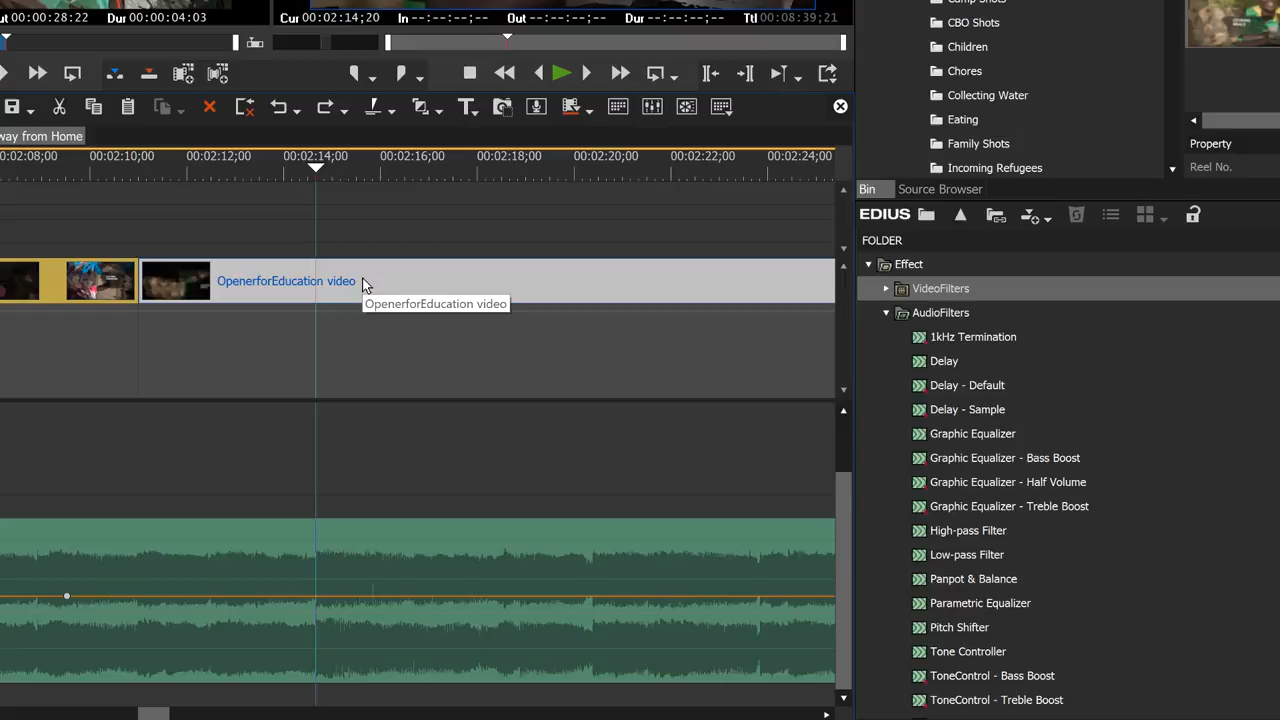 ut 00:00:28:22 Dur 00:00:04:03
Cur 00:02:14;20 In --:--:--;-- Out --:--:--;-- Dur --:--:--;-- Ttl 00:08:39;21
CBO Shots
Children
Chores
Collecting Water
Eating
Family Shots
Incoming Refugees
Property
Reel No.
Bin Source Browser
way from Home
0:02:08;00 00:02:10;00 00:02:12;00 00:02:14;00 00:02:16;00 00:02:18;00 00:02:20;00 00:02:22;00 00:02:24;00
OpenerforEducation video
OpenerforEducation video
EDIUS
FOLDER
Effect
VideoFilters
AudioFilters
1kHz Termination
Delay
Delay - Default
Delay - Sample
Graphic Equalizer
Graphic Equalizer - Bass Boost
Graphic Equalizer - Half Volume
Graphic Equalizer - Treble Boost
High-pass Filter
Low-pass Filter
Panpot & Balance
Parametric Equalizer
Pitch Shifter
Tone Controller
ToneControl - Bass Boost
ToneControl - Treble Boost